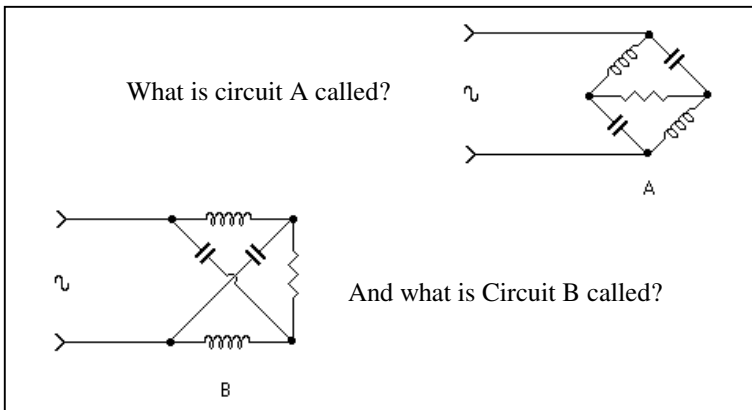 What is circuit A called?
A
And what is Circuit B called?
B